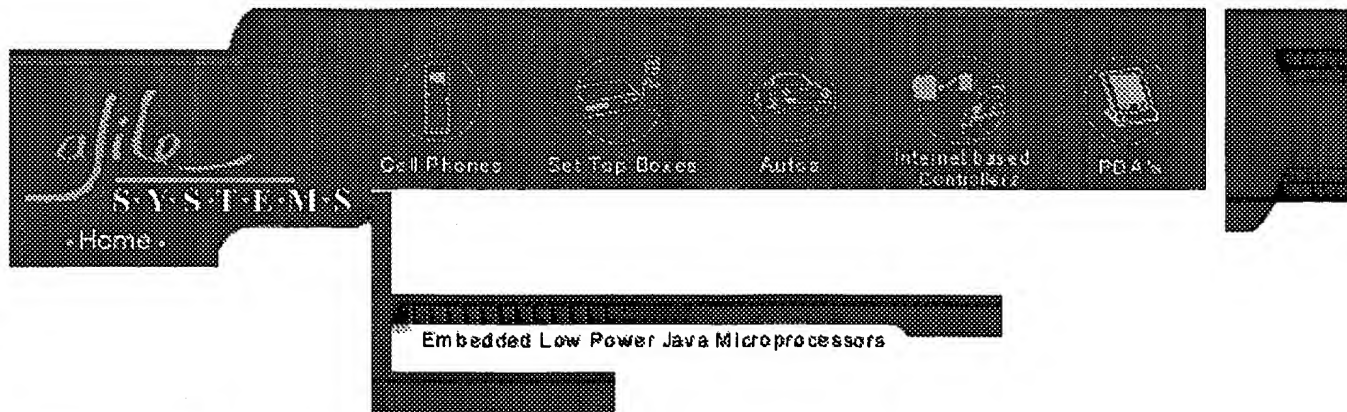 Cell Phones
Set Top Boxes
Autos
Internet based
Controllers
PDA's
aJile
S·Y·S·T·E·M·S
·Home·
Embedded Low Power Java Microprocessors